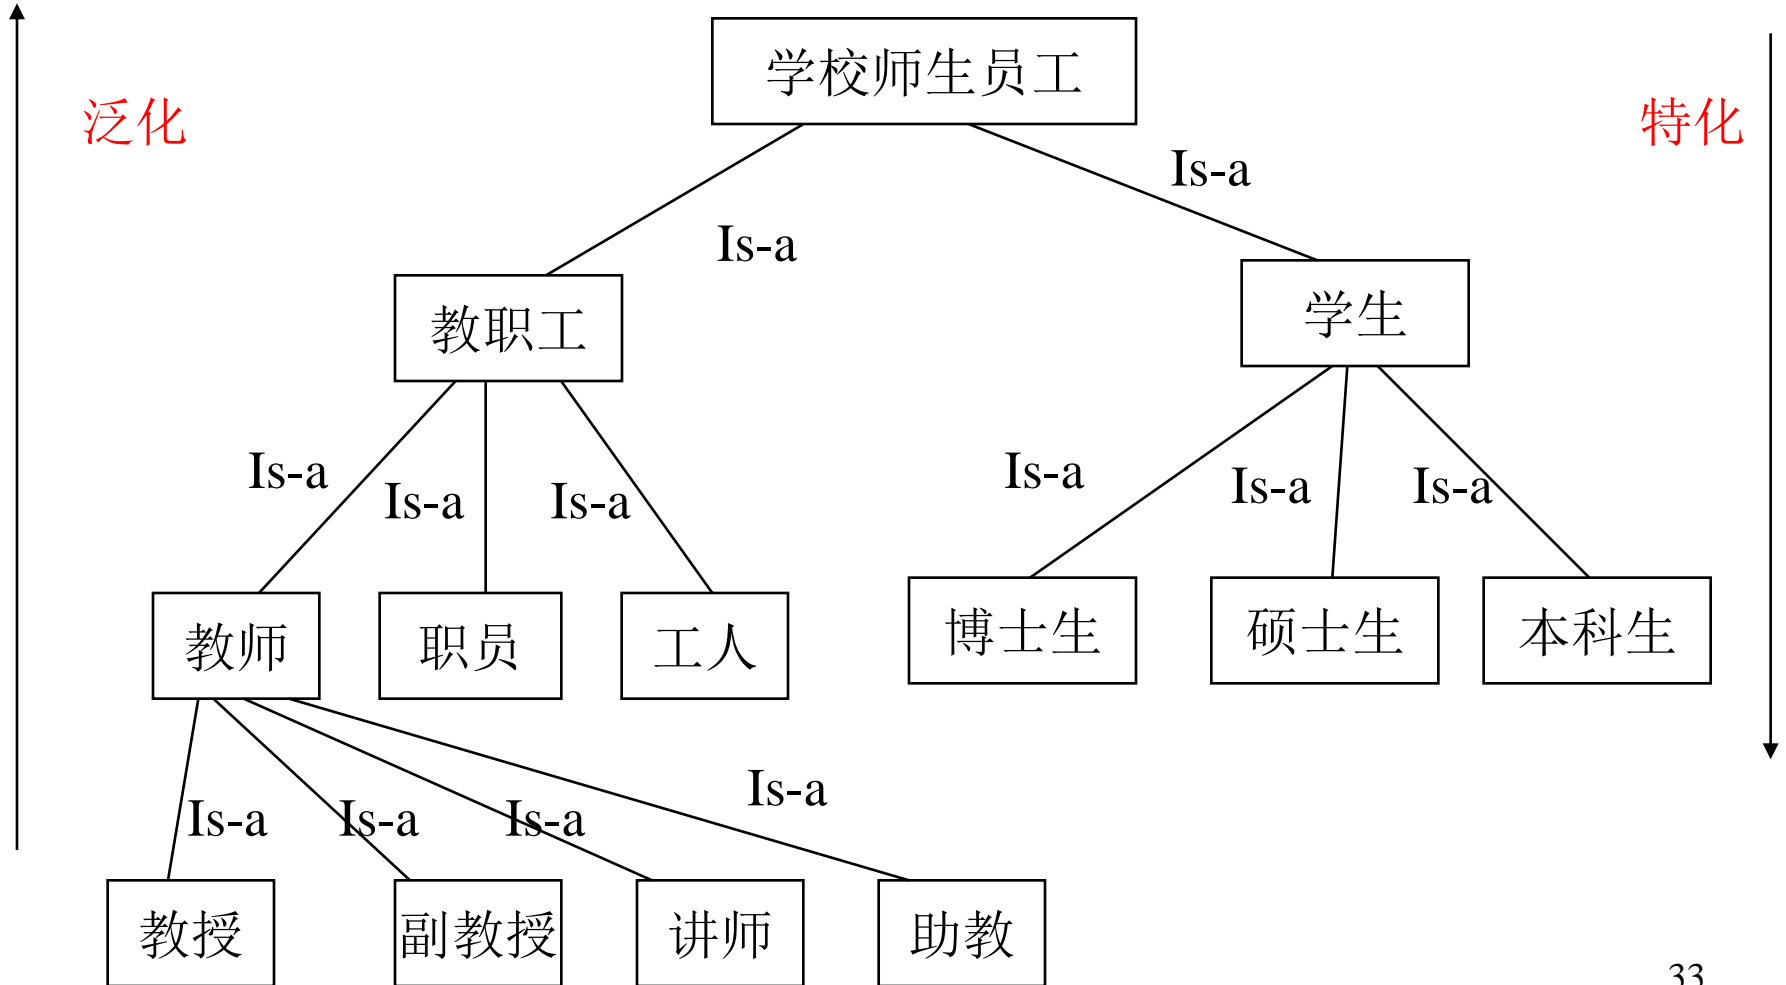 学校师生员工
泛化
特化
Is-a
Is-a
教职工
学生
Is-a
Is-a
Is-a
Is-a
Is-a
Is-a
教师
职员
工人
博士生
硕士生
本科生
Is-a
Is-a
Is-a
Is-a
教授
副教授
讲师
助教
33